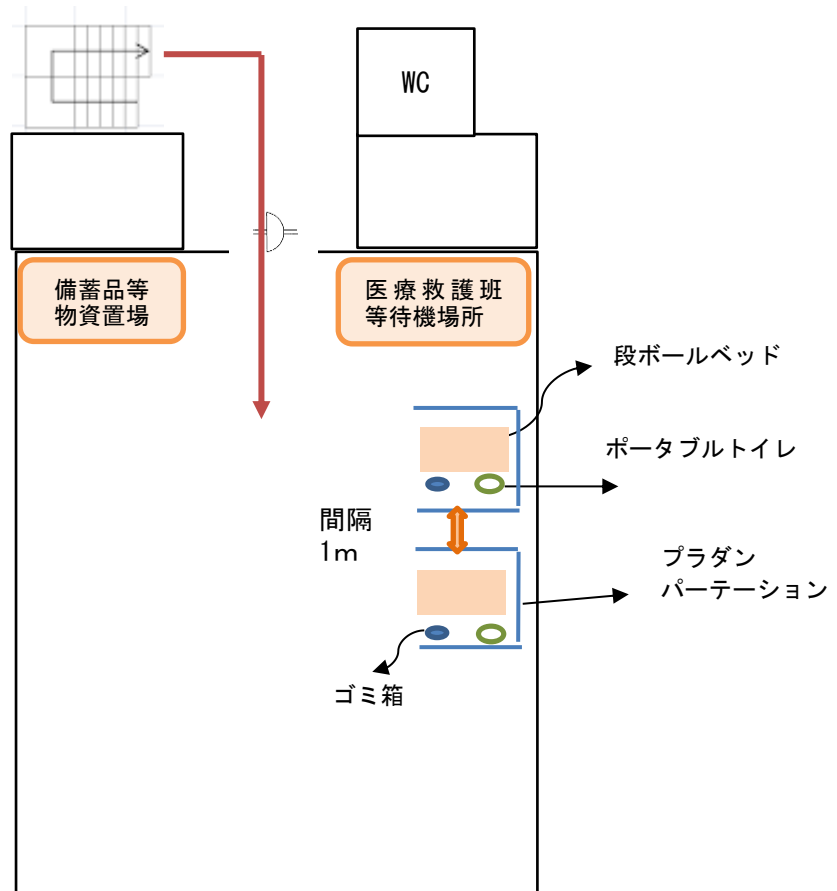 WC
備蓄品等
物資置場
医療救護班
等待機場所
段ボールベッド
ポータブルトイレ
間隔
1m
プラダン
パーテーション
ゴミ箱